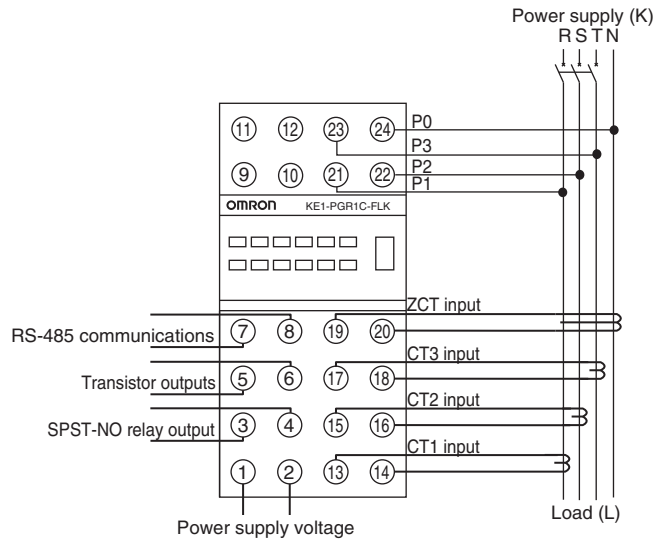 Power supply (K)
R S T N
11 12 23 24 P0
P3
9 10 21 22 P2
P1
OMRON KE1-PGR1C-FLK
ZCT input
RS-485 communications 7 8 19 20
CT3 input
Transistor outputs 5 6 17 18
CT2 input
SPST-NO relay output 3 4 15 16
CT1 input
1 2 13 14
Load (L)
Power supply voltage